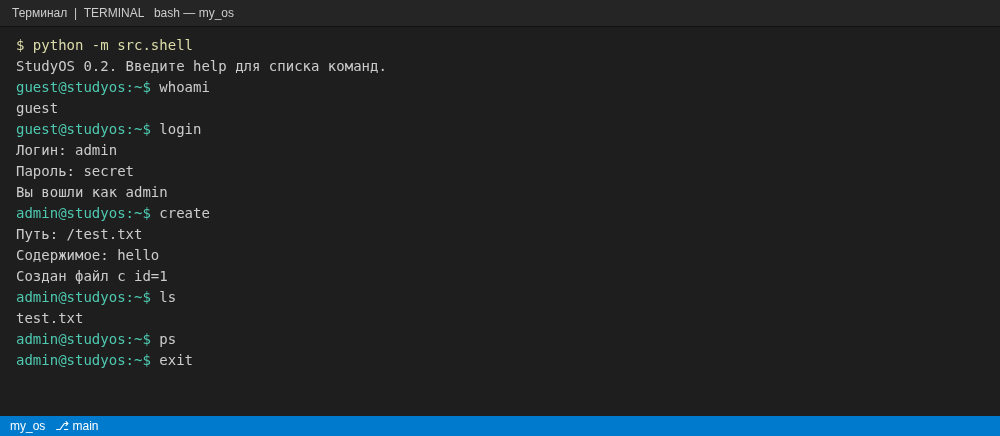 Терминал | TERMINAL bash — my_os
$ python -m src.shell
StudyOS 0.2. Введите help для списка команд.
guest@studyos:~$ whoami
guest
guest@studyos:~$ login
Логин: admin
Пароль: secret
Вы вошли как admin
admin@studyos:~$ create
Путь: /test.txt
Содержимое: hello
Создан файл с id=1
admin@studyos:~$ ls
test.txt
admin@studyos:~$ ps
admin@studyos:~$ exit
my_os ⎇ main